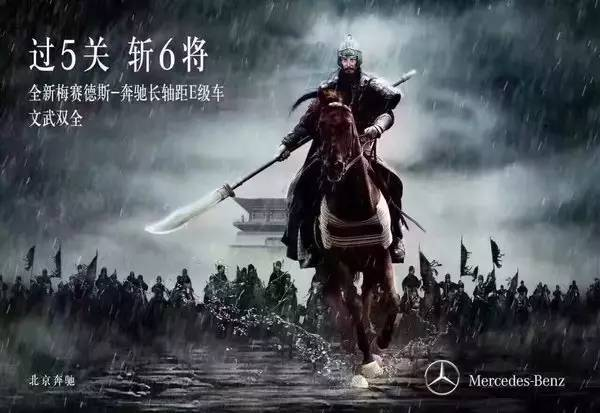 过5关 斩6将
全新梅赛德斯-奔驰长轴距E级车
文武双全
北京奔驰
Mercedes-Benz